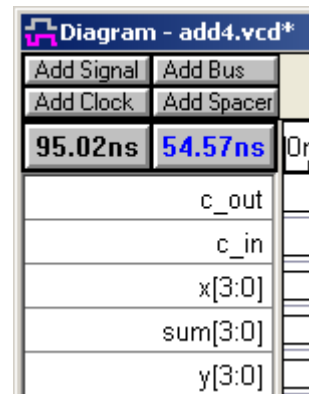 Diagram - add4.vcd*
Add Signal Add Bus
Add Clock Add Spacer
95.02ns 54.57ns
c_out
c_in
x[3:0]
sum[3:0]
y[3:0]